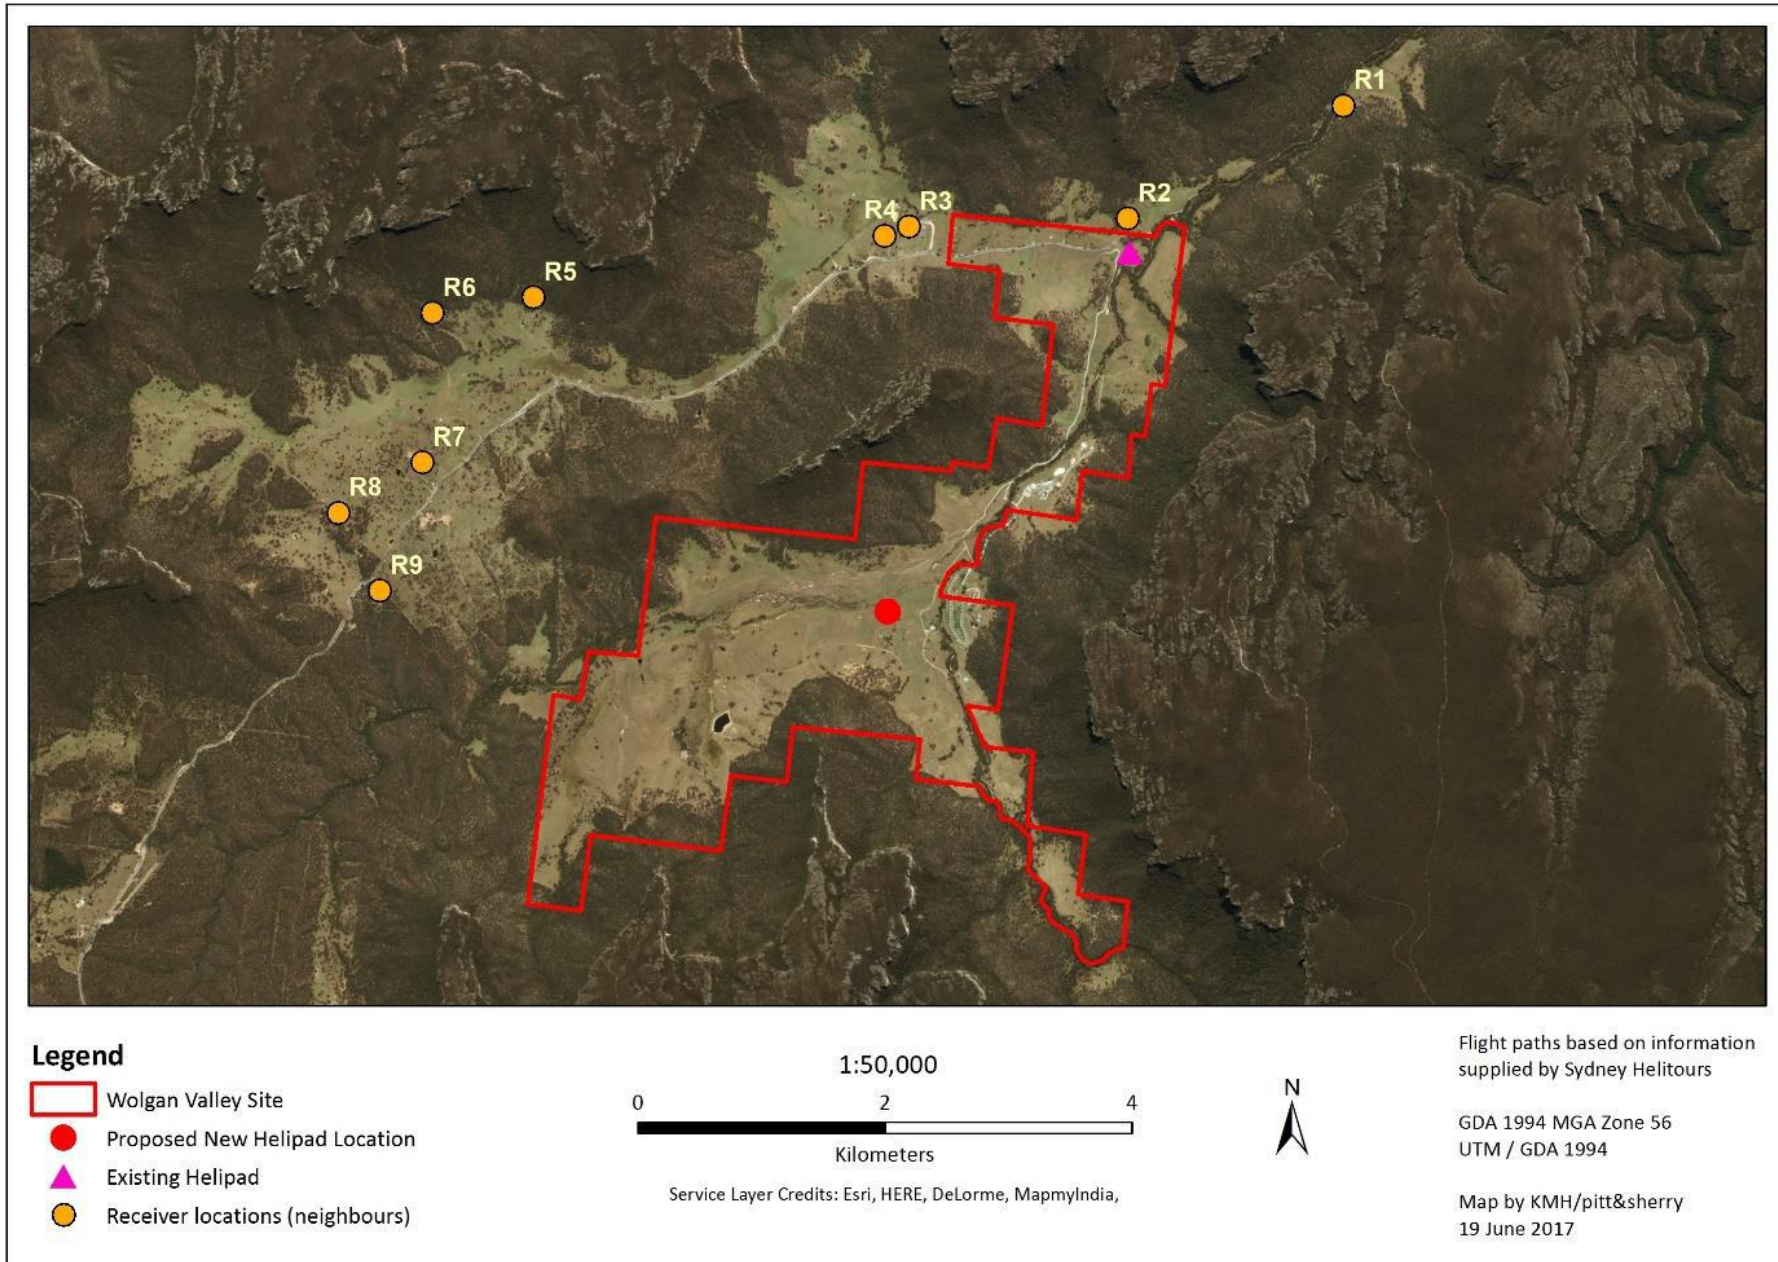 R1
R2
R3
R4
R5
R6
R7
R8
R9
Legend
Wolgan Valley Site
Proposed New Helipad Location
Existing Helipad
Receiver locations (neighbours)
1:50,000
0 2 4
Kilometers
Service Layer Credits: Esri, HERE, DeLorme, MapmyIndia,
N
Flight paths based on information
supplied by Sydney Helitours
GDA 1994 MGA Zone 56
UTM / GDA 1994
Map by KMH/pitt&sherry
19 June 2017